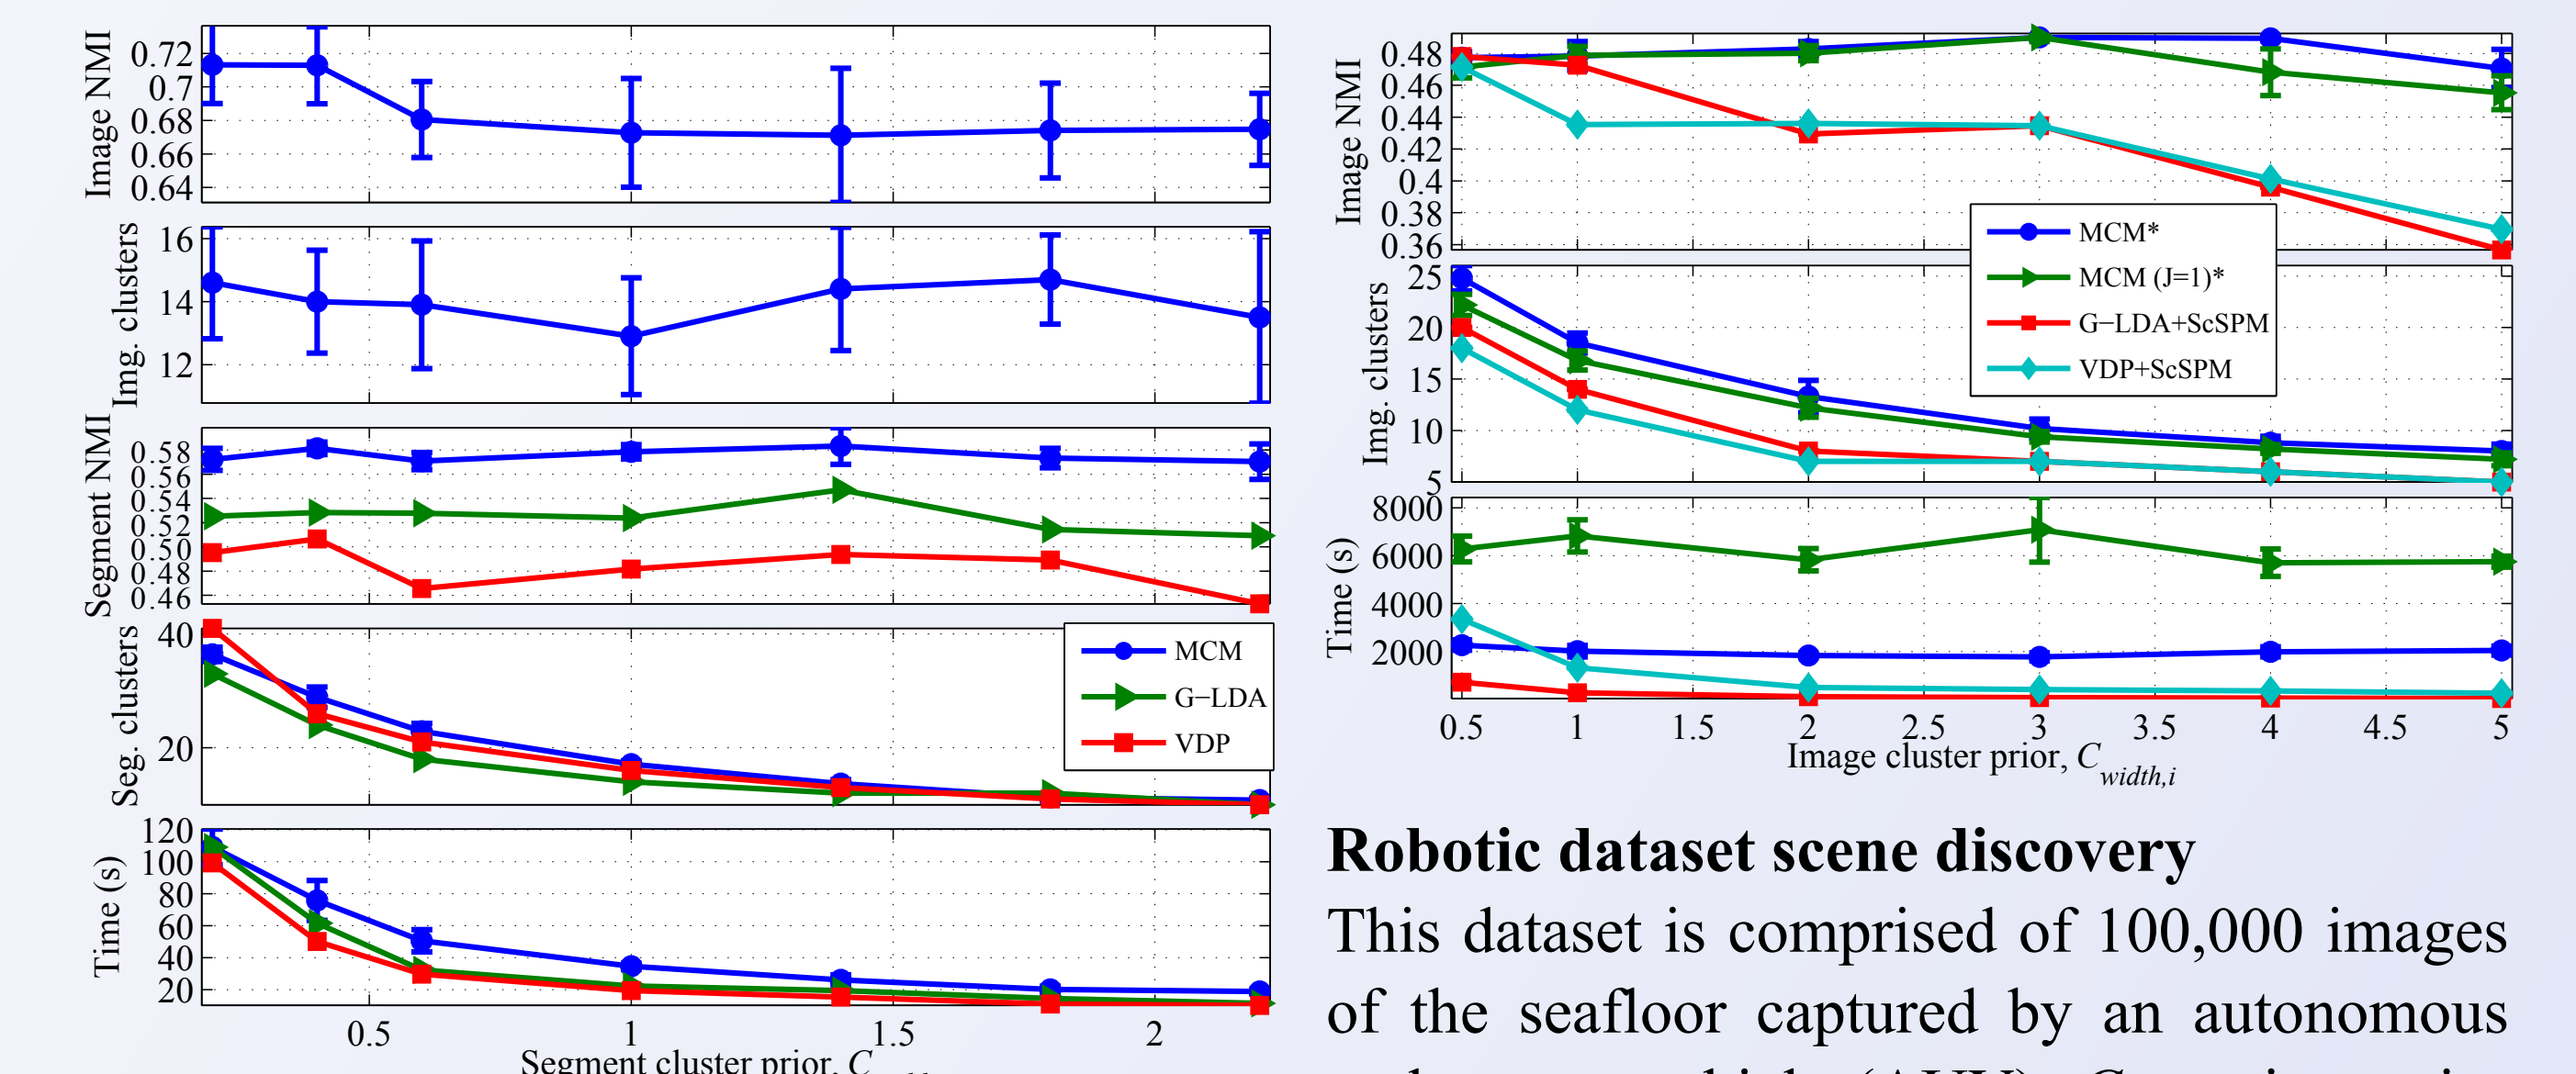 Image NMI
0.72
0.7
0.68
0.66
0.64
Img. clusters
16
14
12
Segment NMI
0.58
0.56
0.54
0.52
0.50
0.48
0.46
Seg. clusters
40
20
MCM
G−LDA
VDP
Time (s)
120
100
80
60
40
20
0.5 1 1.5 2
Segment cluster prior, C
Image NMI
0.48
0.46
0.44
0.42
0.4
0.38
0.36
MCM*
MCM (J=1)*
G−LDA+ScSPM
VDP+ScSPM
Img. clusters
25
20
15
10
5
Time (s)
8000
6000
4000
2000
0.5 1 1.5 2 2.5 3 3.5 4 4.5 5
Image cluster prior, C width,i
Robotic dataset scene discovery
This dataset is comprised of 100,000 images
of the seafloor captured by an autonomous